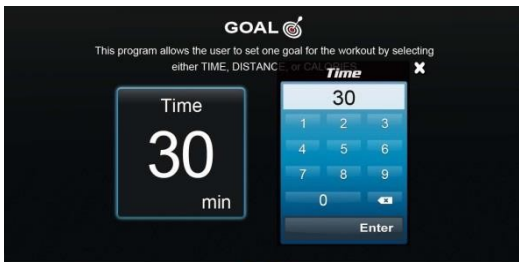 GOAL
This program allows the user to set one goal for the workout by selecting
either TIME, DISTANCE, or CALORIES
Time
30
min
Time
30
1 2 3
4 5 6
7 8 9
0
Enter